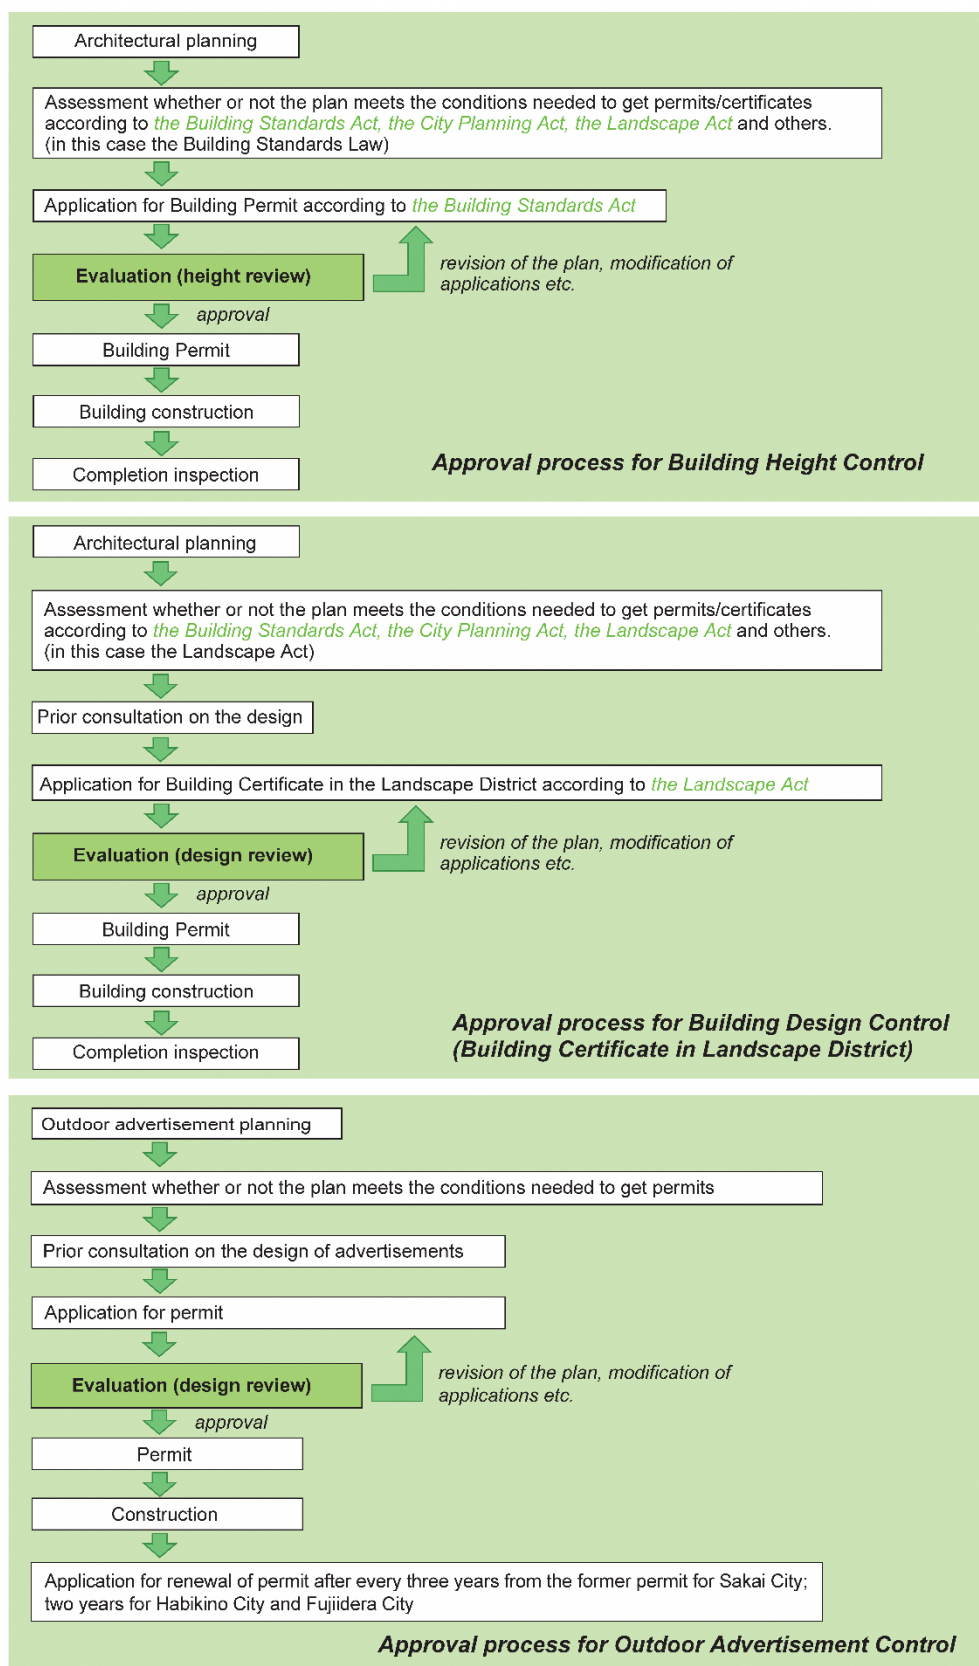 Architectural planning
Assessment whether or not the plan meets the conditions needed to get permits/certificates
according to the Building Standards Act, the City Planning Act, the Landscape Act and others.
(in this case the Building Standards Law)
Application for Building Permit according to the Building Standards Act
Evaluation (height review)
revision of the plan, modification of
applications etc.
approval
Building Permit
Building construction
Completion inspection
Approval process for Building Height Control
Architectural planning
Assessment whether or not the plan meets the conditions needed to get permits/certificates
according to the Building Standards Act, the City Planning Act, the Landscape Act and others.
(in this case the Landscape Act)
Prior consultation on the design
Application for Building Certificate in the Landscape District according to the Landscape Act
Evaluation (design review)
revision of the plan, modification of
applications etc.
approval
Building Permit
Building construction
Completion inspection
Approval process for Building Design Control
(Building Certificate in Landscape District)
Outdoor advertisement planning
Assessment whether or not the plan meets the conditions needed to get permits
Prior consultation on the design of advertisements
Application for permit
Evaluation (design review)
revision of the plan, modification of
applications etc.
approval
Permit
Construction
Application for renewal of permit after every three years from the former permit for Sakai City;
two years for Habikino City and Fujiidera City
Approval process for Outdoor Advertisement Control